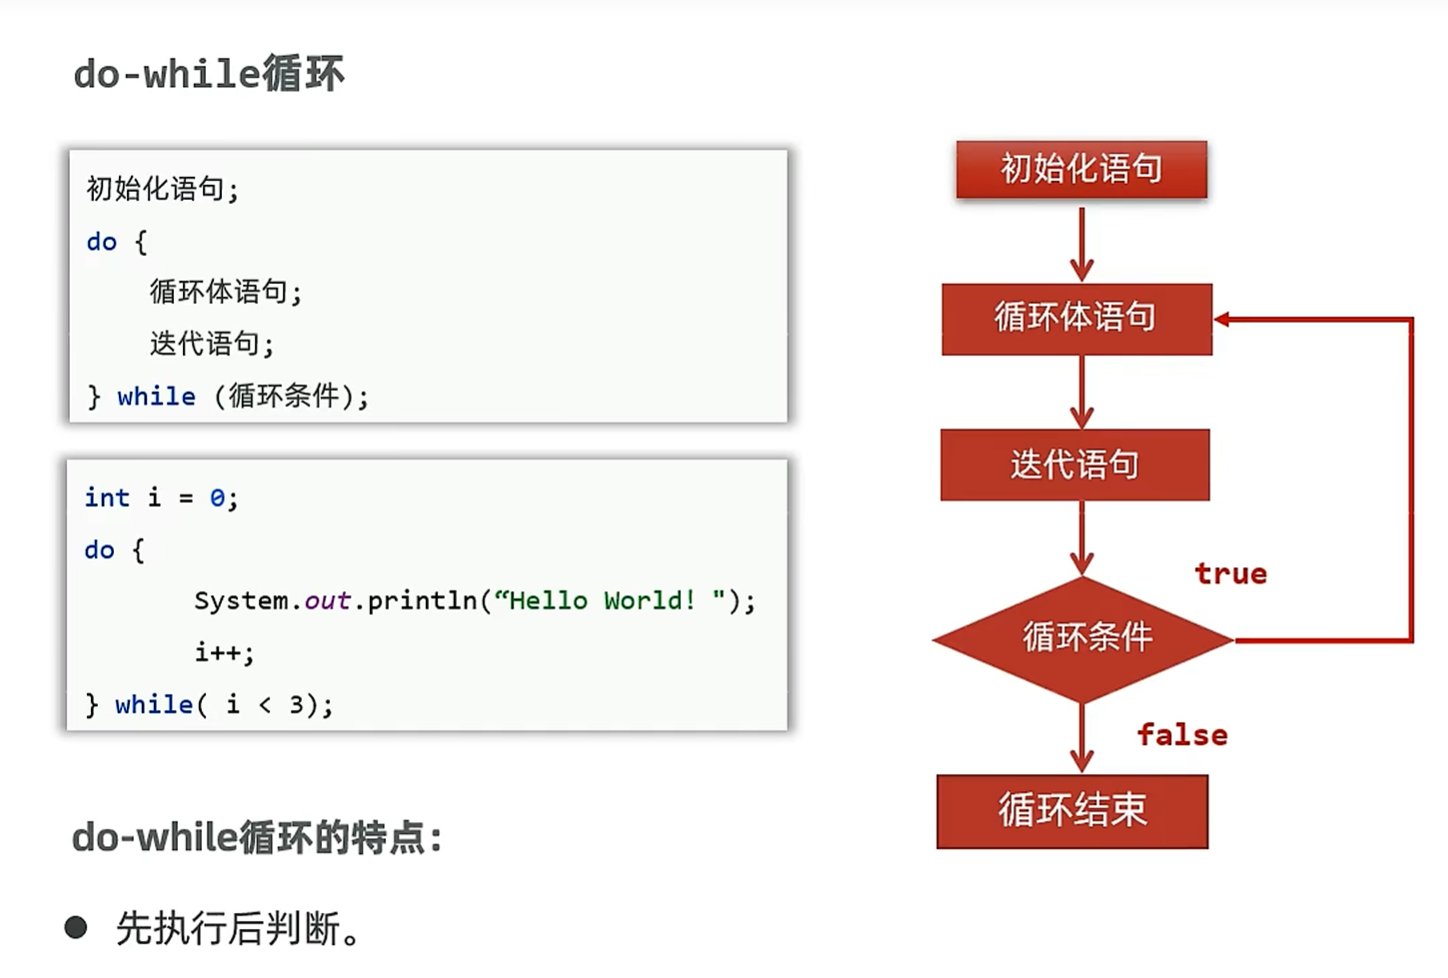 do-while循环
初始化语句;
do {
循环体语句;
迭代语句;
} while (循环条件);
int i = 0;
do {
System.out.println(“Hello World! ");
i++;
} while( i < 3);
do-while循环的特点：
● 先执行后判断。
初始化语句
循环体语句
迭代语句
true
循环条件
false
循环结束